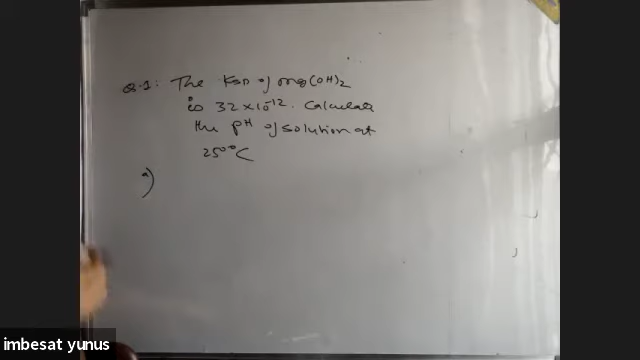 Q.1: The Ksp of Mg(OH)2
is 32×10-12. Calculate
the pH of solution at
25°C
a)
imbesat yunus